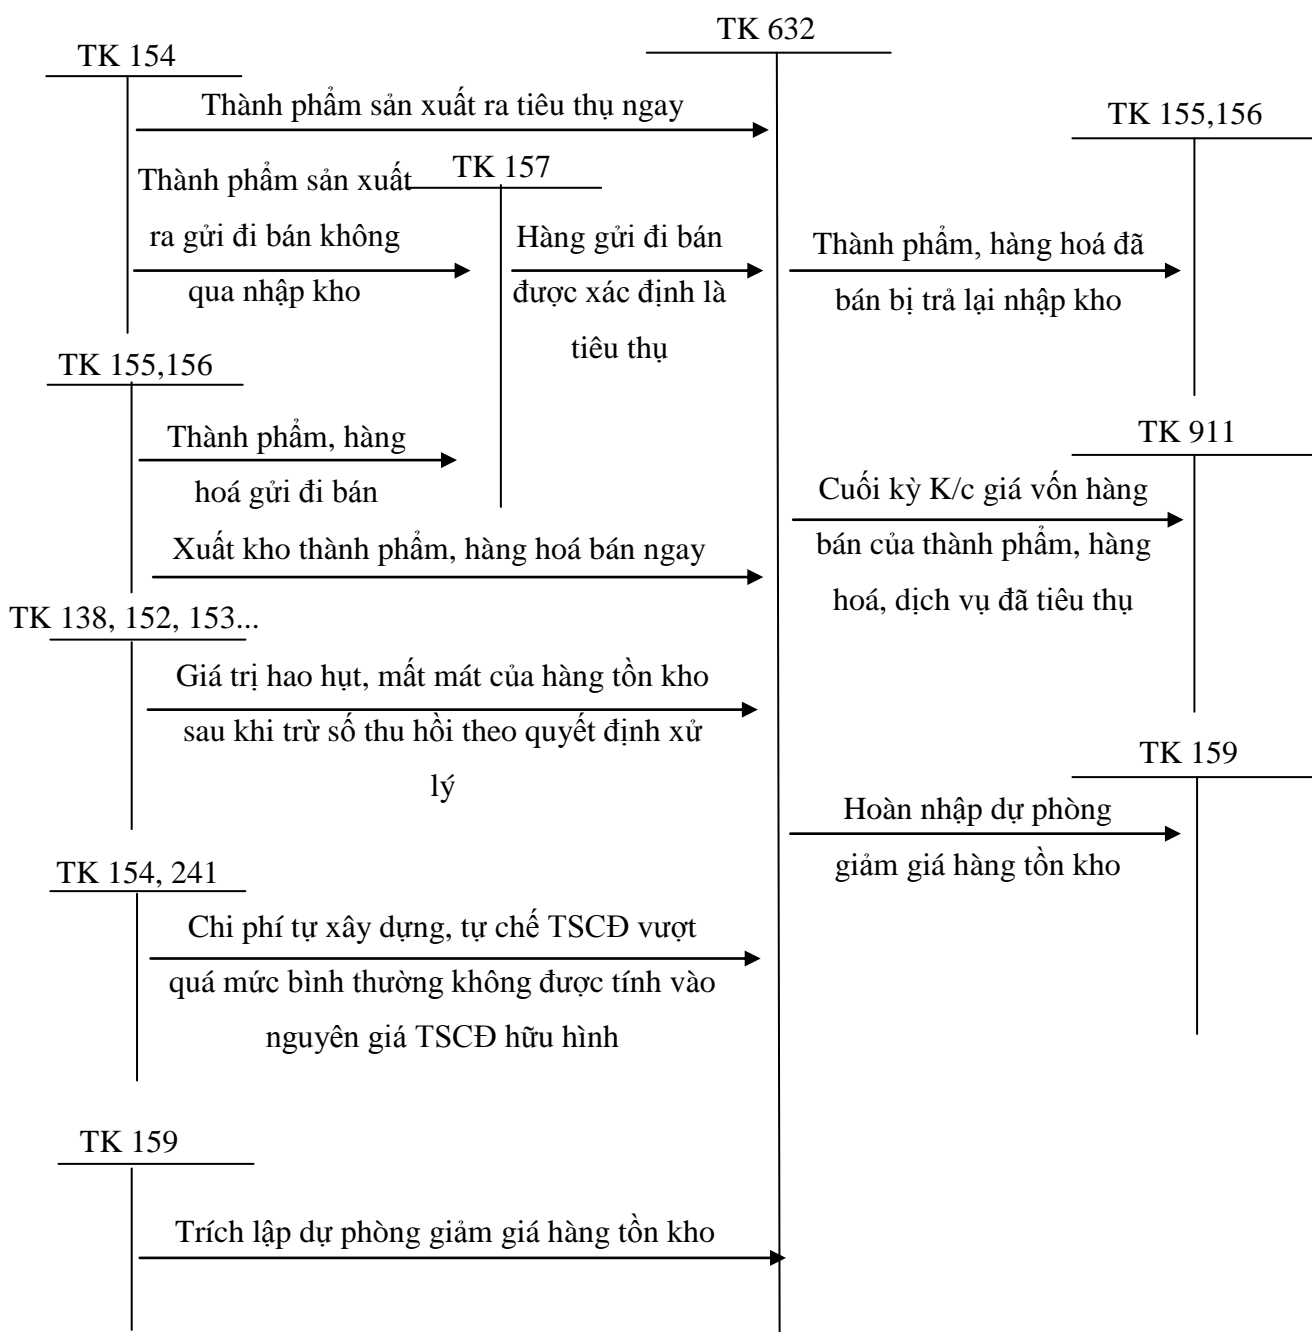 TK 632
TK 154
Thành phẩm sản xuất ra tiêu thụ ngay
TK 155,156
TK 157
Thành phẩm sản xuất
ra gửi đi bán không
qua nhập kho
Hàng gửi đi bán
được xác định là
tiêu thụ
Thành phẩm, hàng hoá đã
bán bị trả lại nhập kho
TK 155,156
Thành phẩm, hàng
hoá gửi đi bán
TK 911
Cuối kỳ K/c giá vốn hàng
bán của thành phẩm, hàng
hoá, dịch vụ đã tiêu thụ
Xuất kho thành phẩm, hàng hoá bán ngay
TK 138, 152, 153...
Giá trị hao hụt, mất mát của hàng tồn kho
sau khi trừ số thu hồi theo quyết định xử
lý
TK 159
Hoàn nhập dự phòng
giảm giá hàng tồn kho
TK 154, 241
Chi phí tự xây dựng, tự chế TSCĐ vượt
quá mức bình thường không được tính vào
nguyên giá TSCĐ hữu hình
TK 159
Trích lập dự phòng giảm giá hàng tồn kho